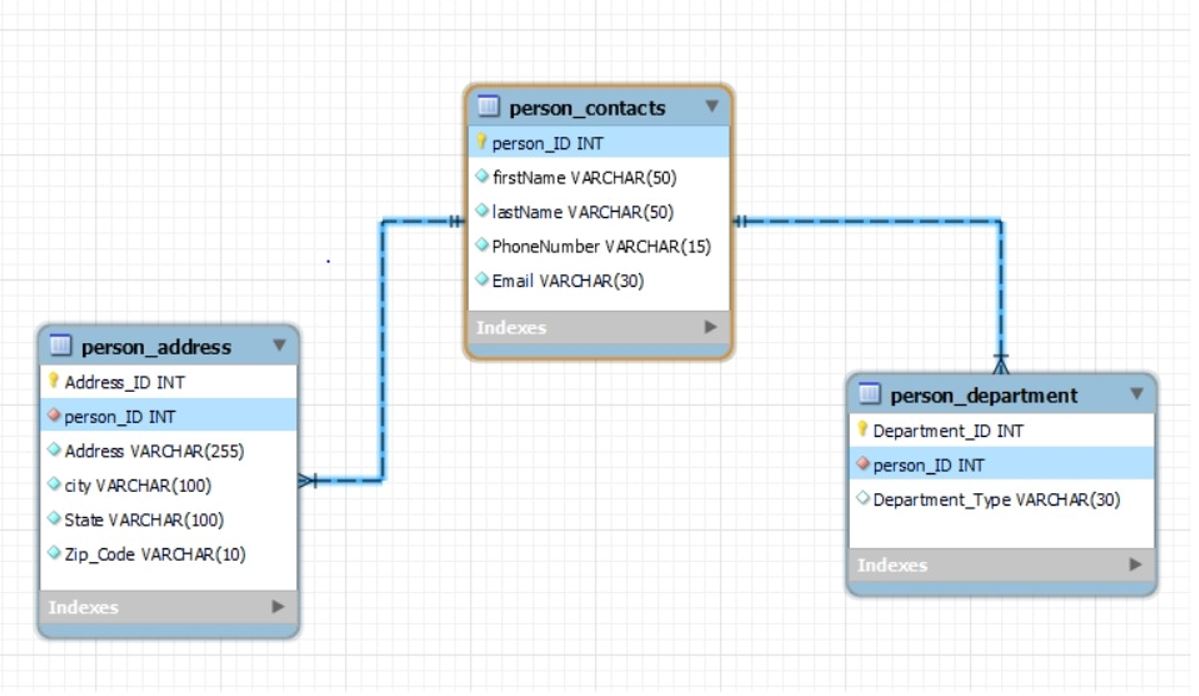 person_contacts
person_ID INT
firstName VARCHAR(50)
lastName VARCHAR(50)
PhoneNumber VARCHAR(15)
Email VARCHAR(30)
Indexes
person_address
Address_ID INT
person_ID INT
Address VARCHAR(255)
city VARCHAR(100)
State VARCHAR(100)
Zip_Code VARCHAR(10)
Indexes
person_department
Department_ID INT
person_ID INT
Department_Type VARCHAR(30)
Indexes